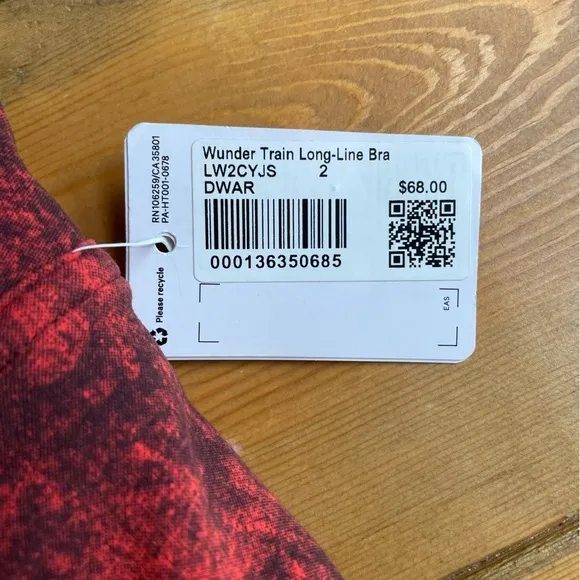 Wunder Train Long-Line Bra
LW2CYJS 2
DWAR $68.00
000136350685
EAS
RN106259/CA35801
PA-HT001-0678
Please recycle